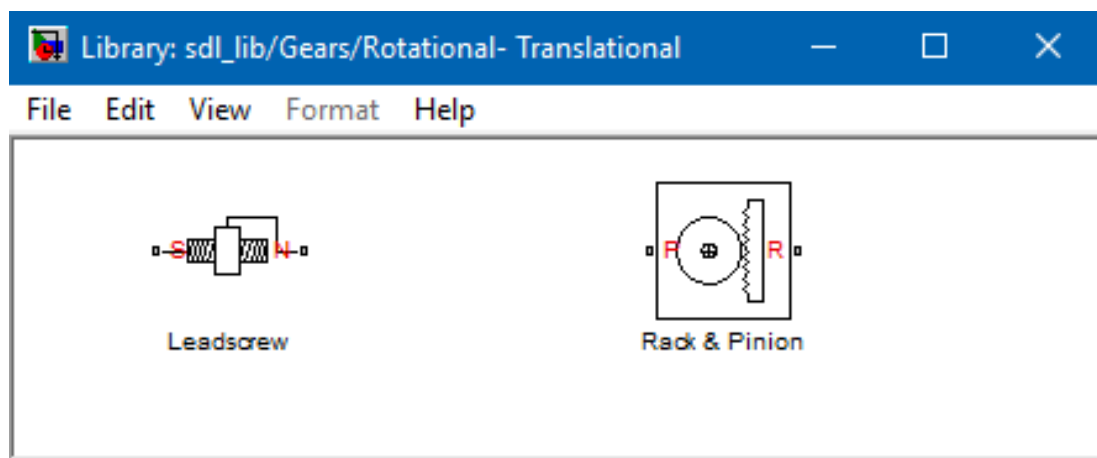 Library: sdl_lib/Gears/Rotational- Translational
File Edit View Format Help
S N P R
Leadscrew Rack & Pinion